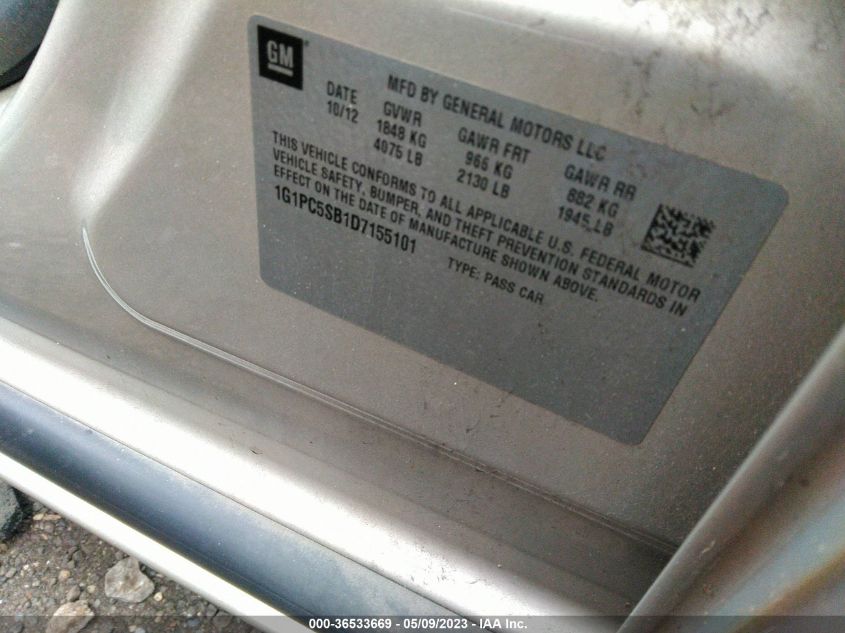 GM
MFD BY GENERAL MOTORS LLC
DATE GVWR GAWR FRT GAWR RR
10/12 1848 KG 966 KG 882 KG
4075 LB 2130 LB 1945 LB
THIS VEHICLE CONFORMS TO ALL APPLICABLE U.S. FEDERAL MOTOR
VEHICLE SAFETY, BUMPER, AND THEFT PREVENTION STANDARDS IN
EFFECT ON THE DATE OF MANUFACTURE SHOWN ABOVE.
1G1PC5SB1D7155101 TYPE: PASS CAR
000-36533669 - 05/09/2023 - IAA Inc.